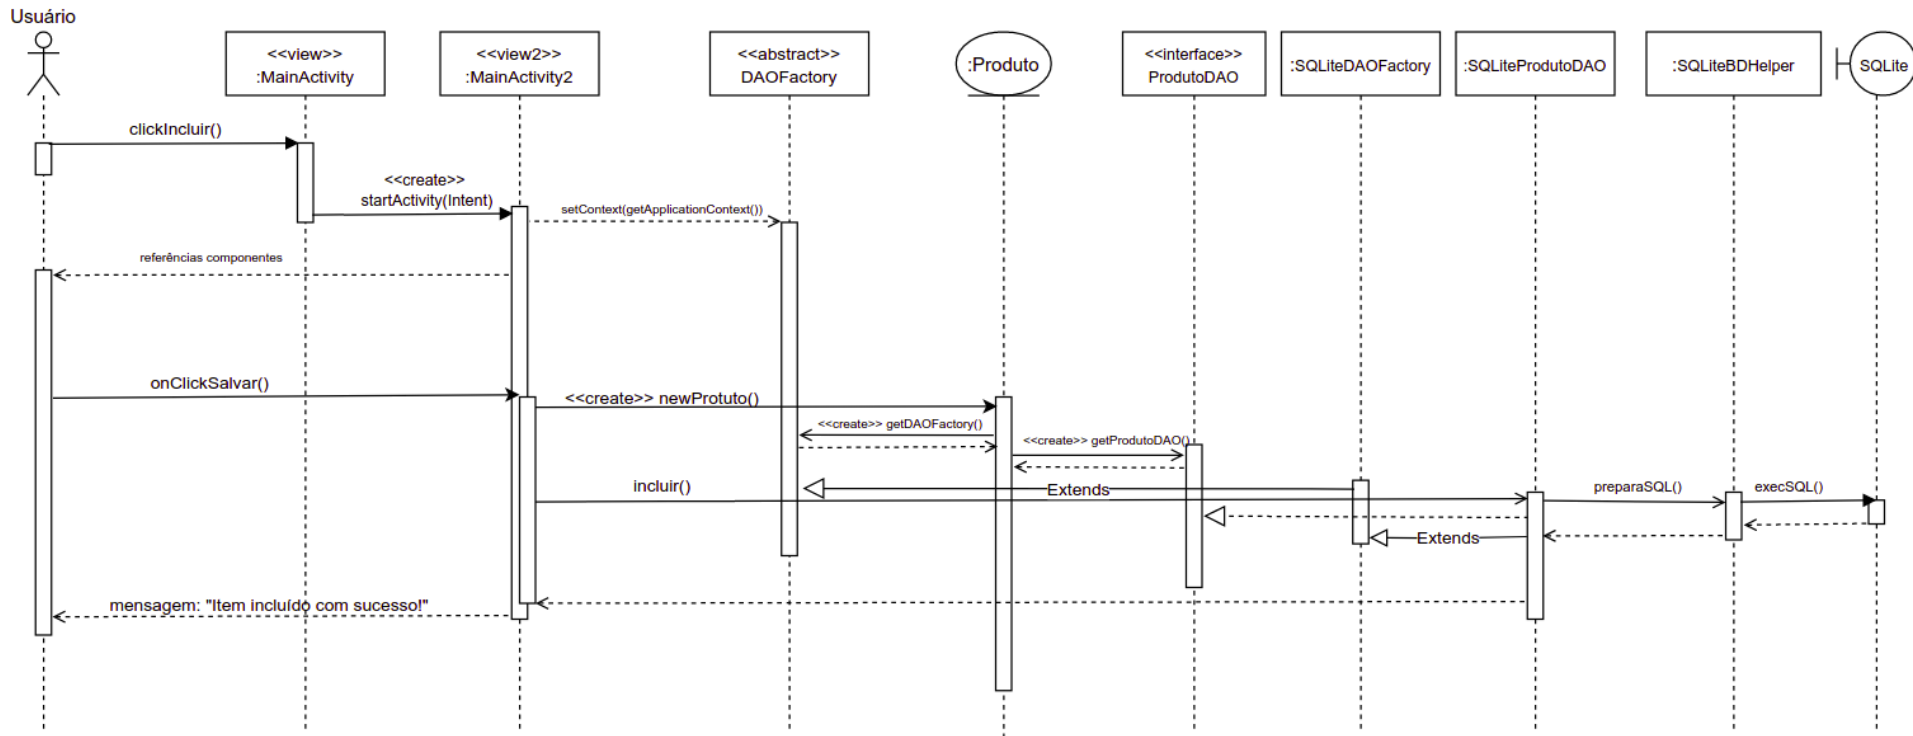 Usuário
<<view>>
:MainActivity
<<view2>>
:MainActivity2
<<abstract>>
DAOFactory
:Produto
<<interface>>
ProdutoDAO
:SQLiteDAOFactory
:SQLiteProdutoDAO
:SQLiteBDHelper
SQLite
clickIncluir()
<<create>>
startActivity(Intent)
setContext(getApplicationContext())
referências componentes
onClickSalvar()
<<create>> newProtuto()
<<create>> getDAOFactory()
<<create>> getProdutoDAO()
incluir()
Extends
preparaSQL()
execSQL()
Extends
mensagem: "Item incluído com sucesso!"